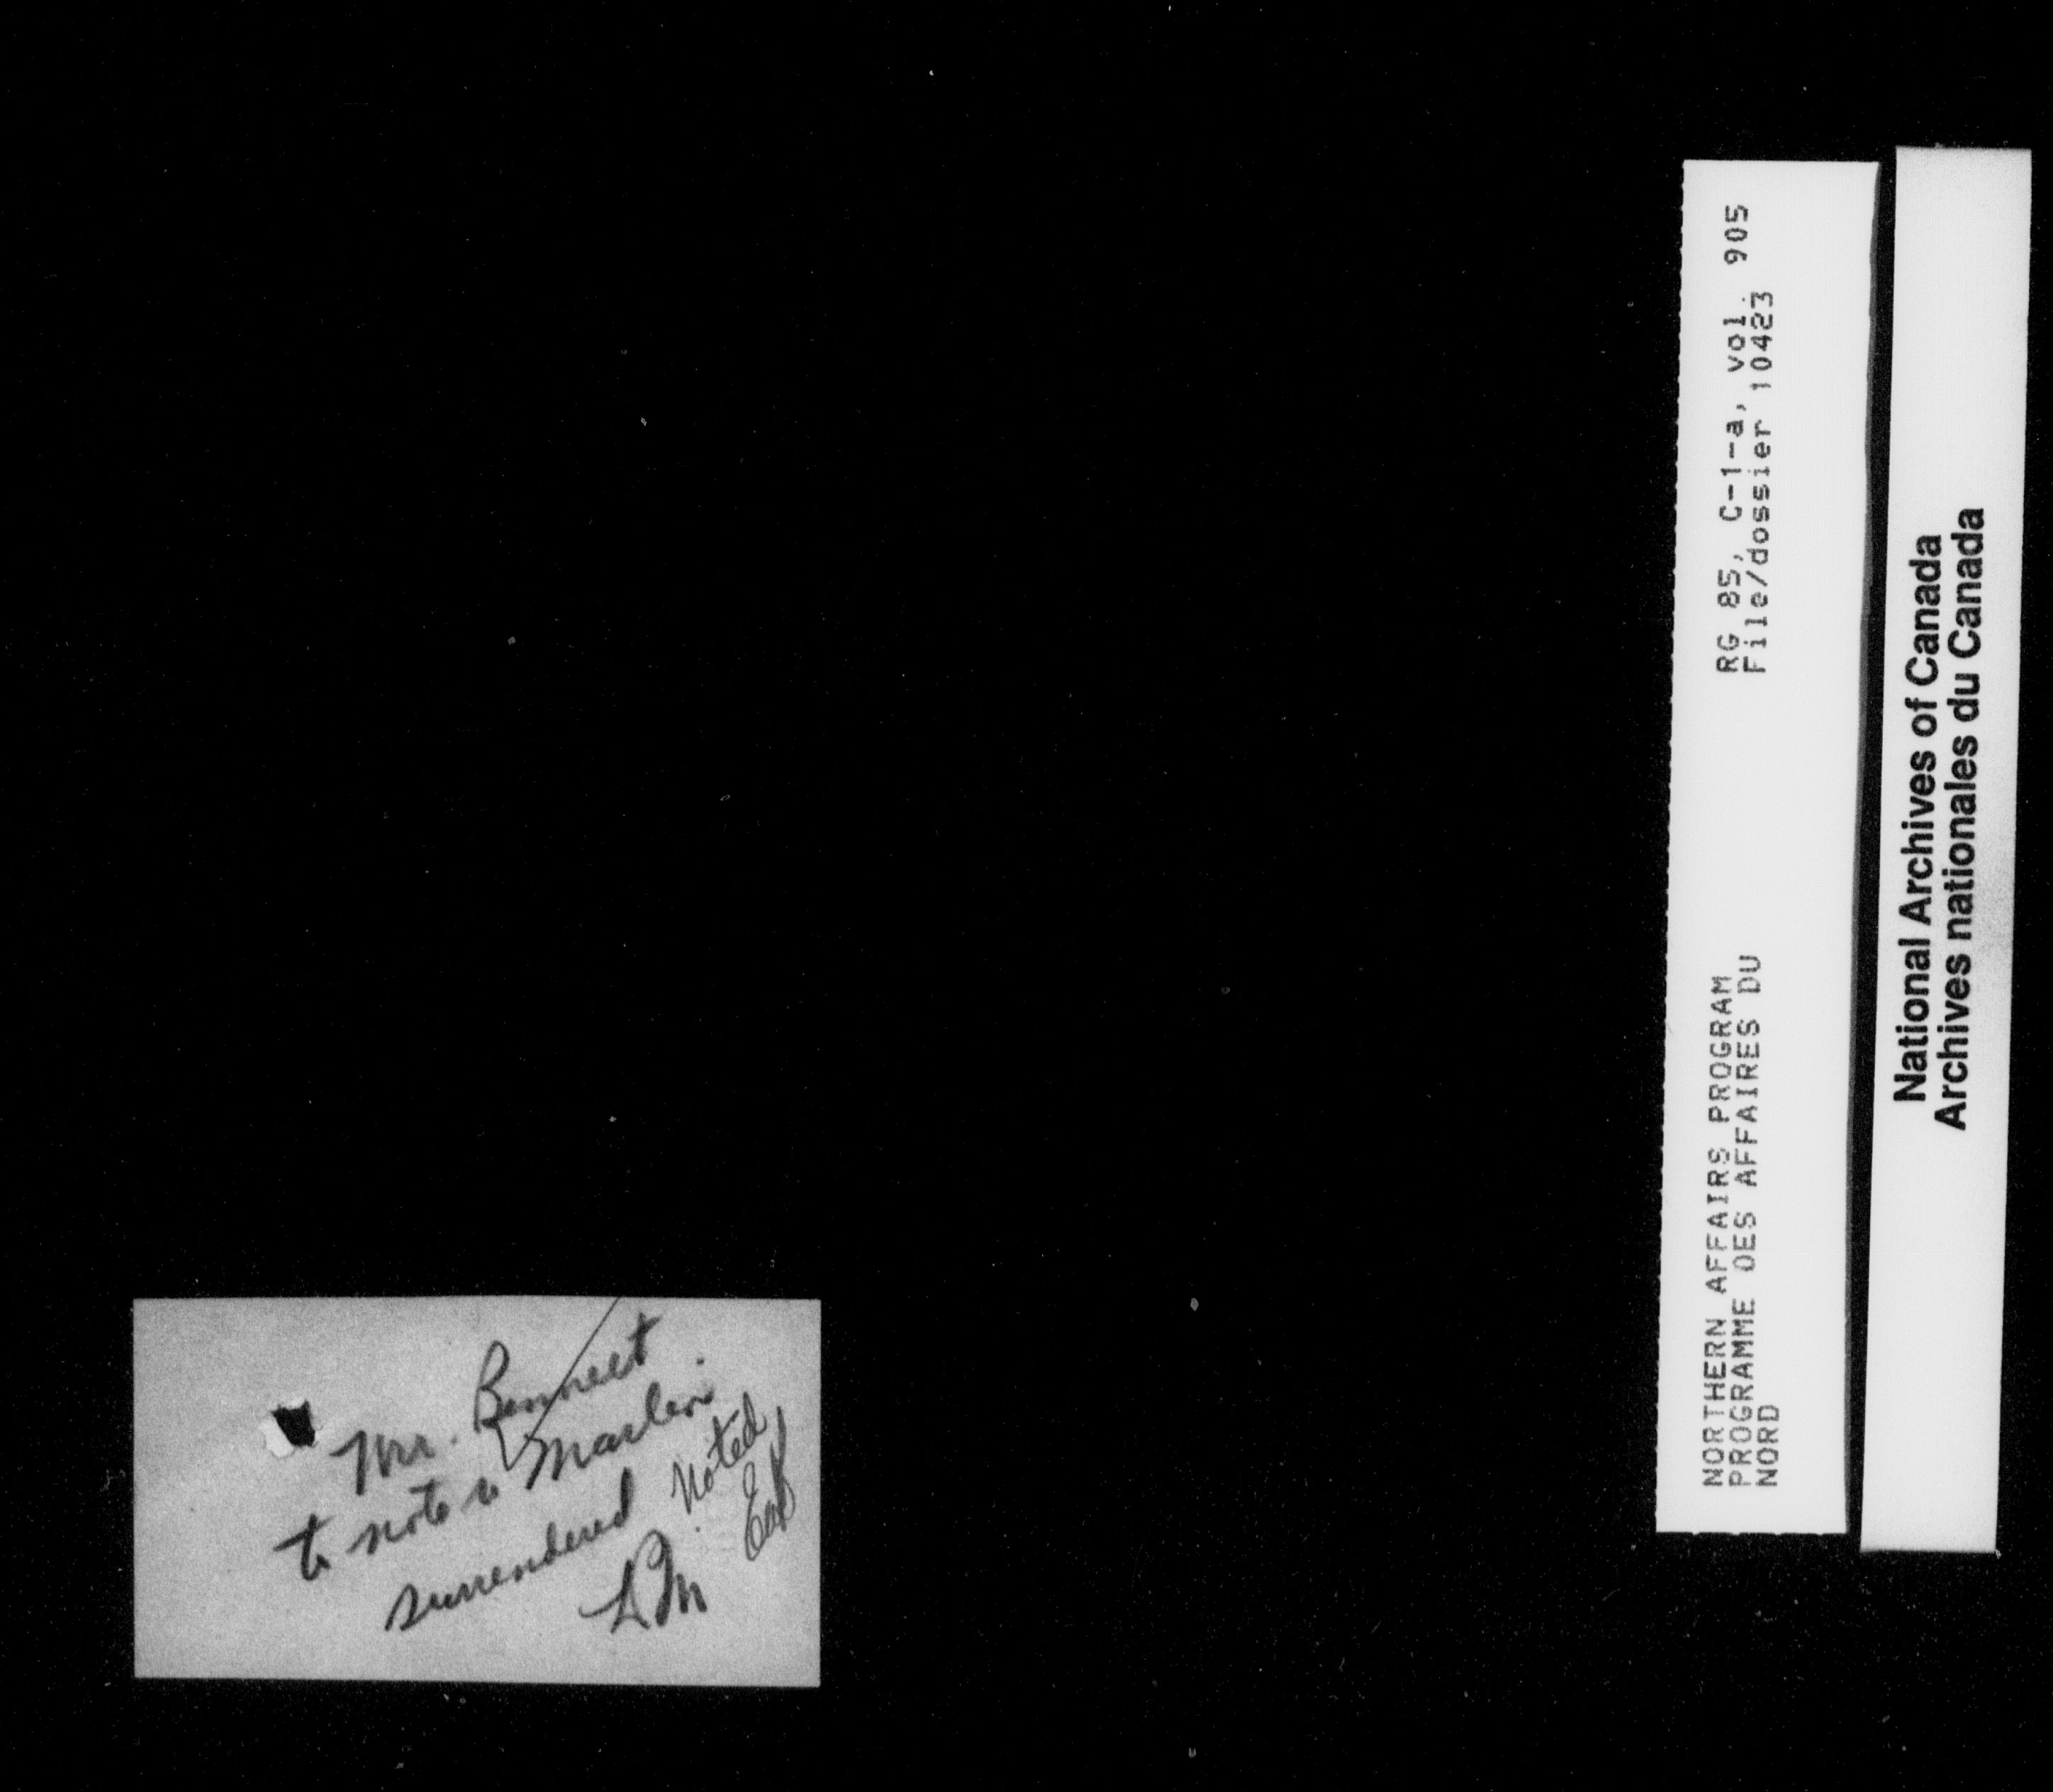 Mr. Bennett
to note v Marten
surrendered
Noted
NORTHERN AFFAIRS PROGRAM
PROGRAMME DES AFFAIRES DU
NORD
RG 85, C-1-a, vol. 905
File/dossier 10423
National Archives of Canada
Archives nationales du Canada